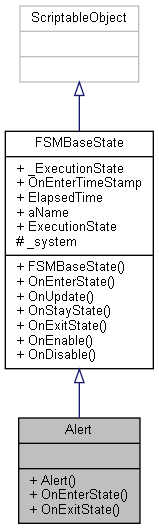 ScriptableObject
FSMBaseState
+ _ExecutionState
+ OnEnterTimeStamp
+ ElapsedTime
+ aName
+ ExecutionState
# _system
+ FSMBaseState()
+ OnEnterState()
+ OnUpdate()
+ OnStayState()
+ OnExitState()
+ OnEnable()
+ OnDisable()
Alert
+ Alert()
+ OnEnterState()
+ OnExitState()